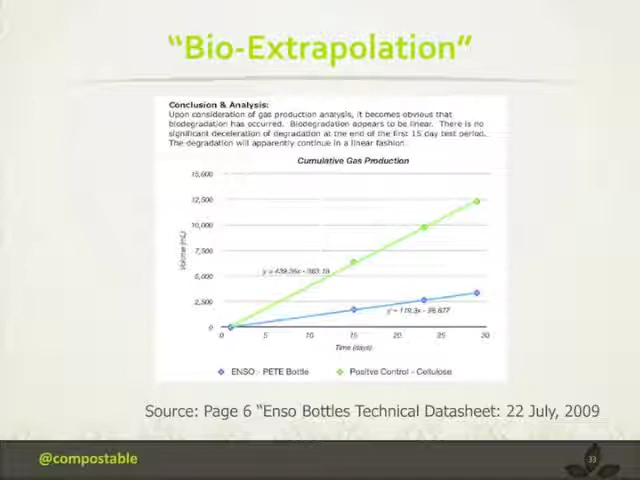 “Bio-Extrapolation”
Conclusion & Analysis:
Upon consideration of gas production analysis, it becomes obvious that
biodegradation has occurred. Biodegradation appears to be linear. There is no
significant deceleration of degradation at the end of the first 15 day test period.
The degradation will apparently continue in a linear fashion.
Cumulative Gas Production
15,000
12,500
10,000
7,500
5,000
2,500
0
Volume (mL)
0 5 10 15 20 25 30
Time (days)
ENSO - PETE Bottle
Positve Control - Cellulose
Source: Page 6 “Enso Bottles Technical Datasheet: 22 July, 2009
@compostable
33